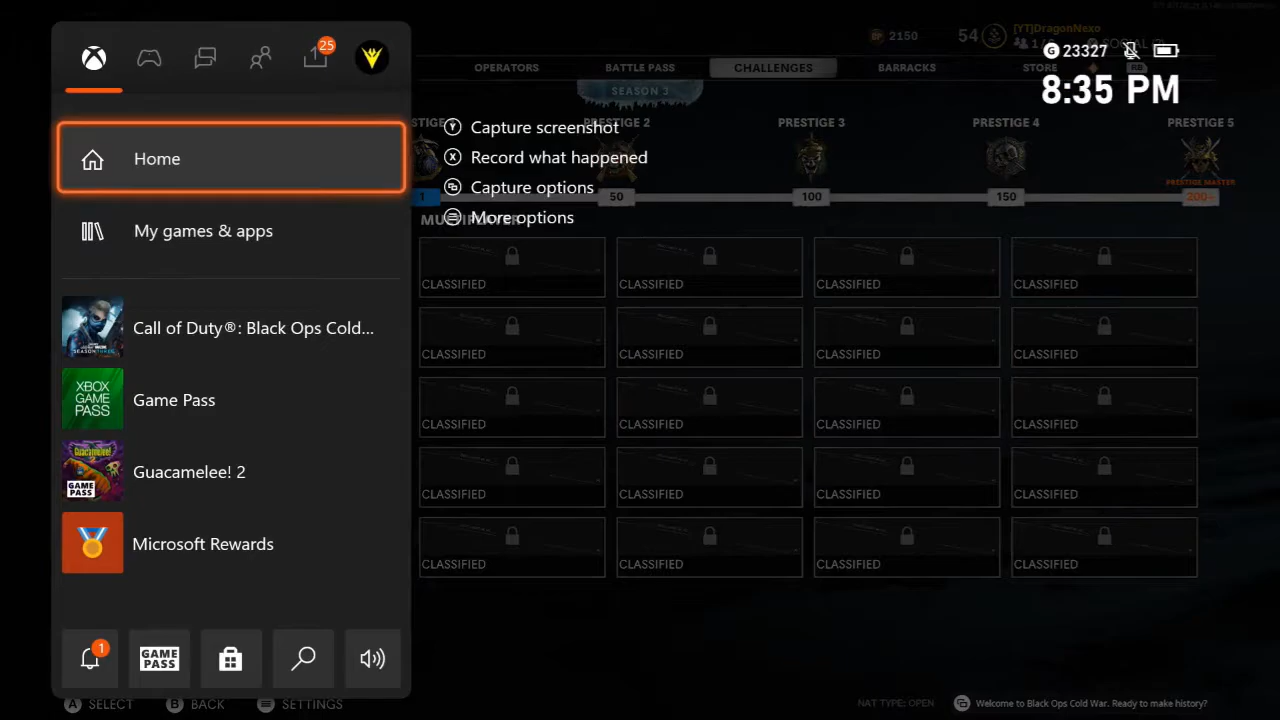 25
Home
My games & apps
Call of Duty®: Black Ops Cold...
SEASON THREE
XBOX
GAME
PASS
Game Pass
Guacamelee! 2
GAME
PASS
Guacamelee! 2
Microsoft Rewards
1
GAME
PASS
Capture screenshot
Record what happened
Capture options
More options
2150
54
[YT]DragonNexo
G 23327
8:35 PM
OPERATORS
BATTLE PASS
CHALLENGES
BARRACKS
STORE
SEASON 3
PRESTIGE 2
PRESTIGE 3
PRESTIGE 4
PRESTIGE 5
PRESTIGE MASTER
1
50
100
150
200+
CLASSIFIED CLASSIFIED CLASSIFIED CLASSIFIED
CLASSIFIED CLASSIFIED CLASSIFIED CLASSIFIED
CLASSIFIED CLASSIFIED CLASSIFIED CLASSIFIED
CLASSIFIED CLASSIFIED CLASSIFIED CLASSIFIED
CLASSIFIED CLASSIFIED CLASSIFIED CLASSIFIED
A SELECT B BACK SETTINGS
NAT TYPE: OPEN
Welcome to Black Ops Cold War. Ready to make history?